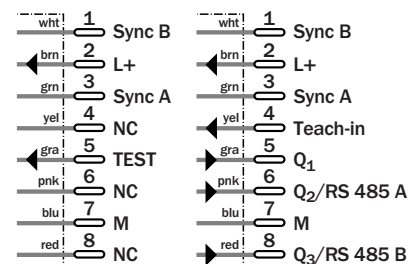 wht 1 Sync B
brn 2 L+
grn 3 Sync A
yel 4 NC
gra 5 TEST
pnk 6 NC
blu 7 M
red 8 NC
wht 1 Sync B
brn 2 L+
grn 3 Sync A
yel 4 Teach-in
gra 5 Q1
pnk 6 Q2/RS 485 A
blu 7 M
red 8 Q3/RS 485 B